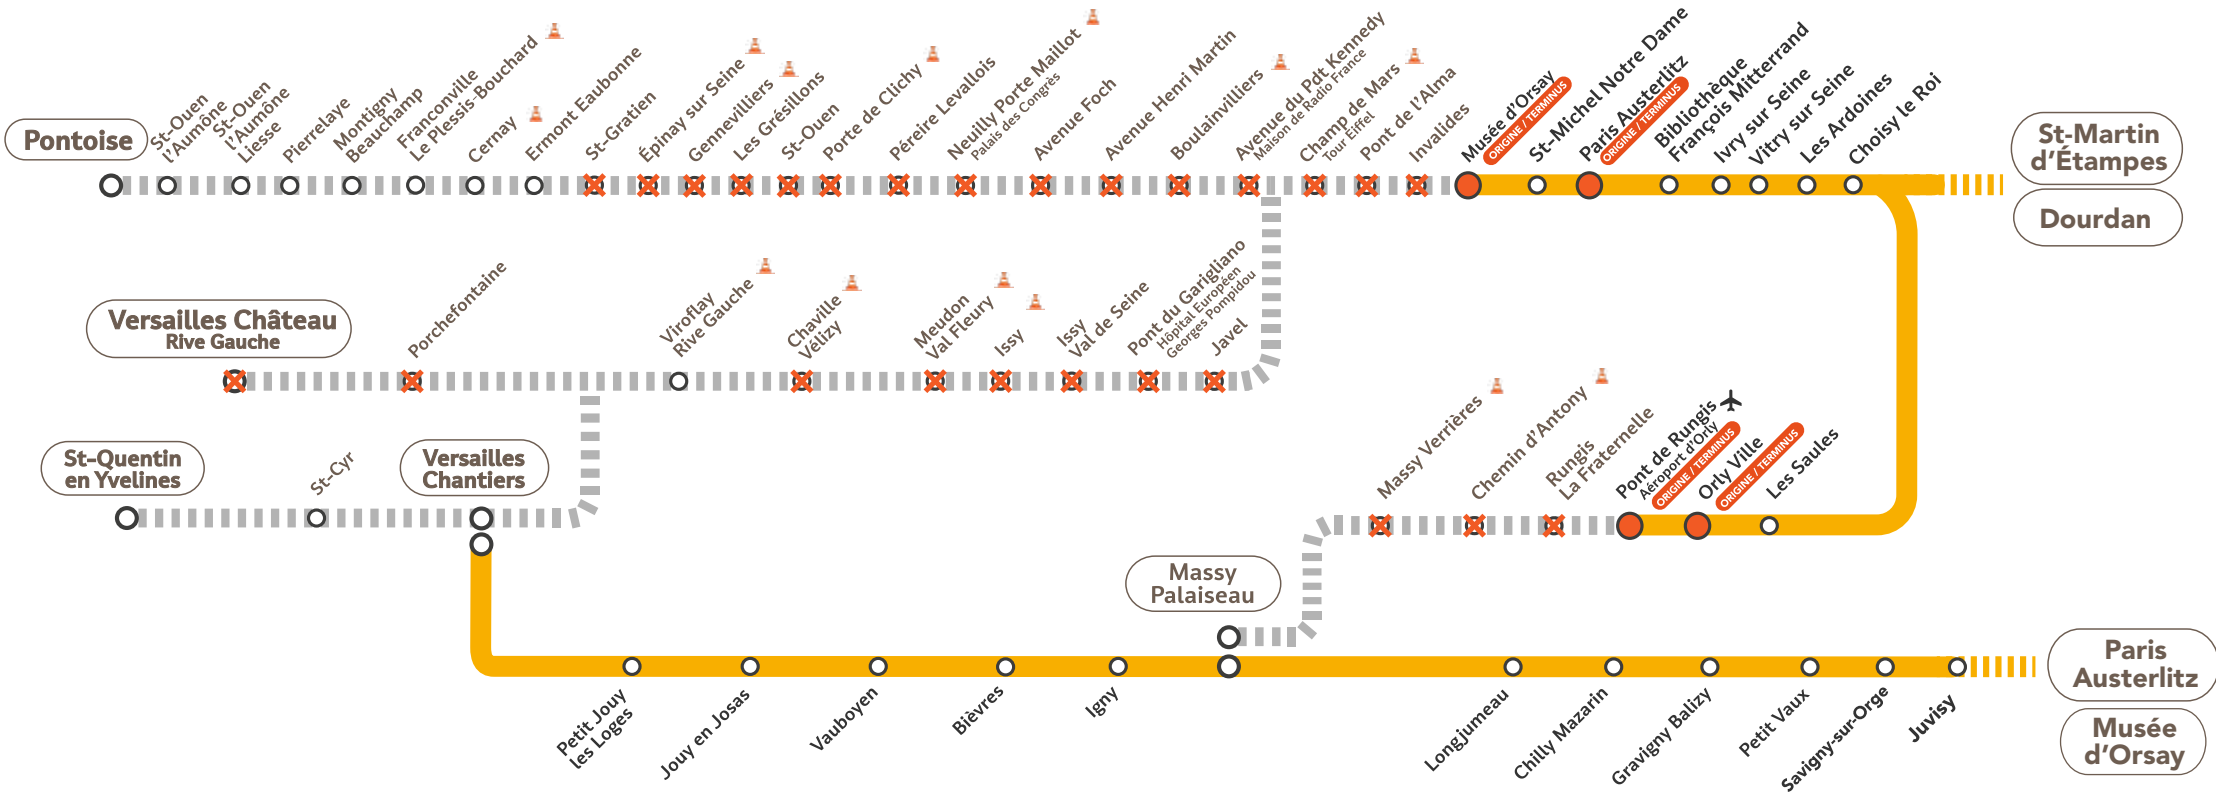 Pontoise
St-Ouen
l'Aumône
St-Ouen
l'Aumône
Liesse
Pierrelaye
Montigny
Beauchamp
Franconville
Le Plessis-Bouchard
Cernay
Ermont Eaubonne
St-Gratien
Épinay sur Seine
Gennevilliers
Les Grésillons
St-Ouen
Porte de Clichy
Péreire Levallois
Neuilly Porte Maillot
Palais des Congrès
Avenue Foch
Avenue Henri Martin
Boulainvilliers
Avenue du Pdt Kennedy
Maison de Radio France
Champ de Mars
Tour Eiffel
Pont de l'Alma
Invalides
Musée d'Orsay
ORIGINE / TERMINUS
St-Michel Notre Dame
Paris Austerlitz
ORIGINE / TERMINUS
Bibliothèque
François Mitterrand
Ivry sur Seine
Vitry sur Seine
Les Ardoines
Choisy le Roi
St-Martin
d'Étampes
Dourdan
Versailles Château
Rive Gauche
Porchefontaine
Viroflay
Rive Gauche
Chaville
Vélizy
Meudon
Val Fleury
Issy
Issy
Val de Seine
Pont du Garigliano
Hôpital Européen
Georges Pompidou
Javel
St-Quentin
en Yvelines
St-Cyr
Versailles
Chantiers
Massy Verrières
Chemin d'Antony
Rungis
La Fraternelle
Pont de Rungis
Aéroport d'Orly
ORIGINE / TERMINUS
Orly Ville
ORIGINE / TERMINUS
Les Saules
Massy
Palaiseau
Petit Jouy
les Loges
Jouy en Josas
Vauboyen
Bièvres
Igny
Longjumeau
Chilly Mazarin
Gravigny Balizy
Petit Vaux
Savigny-sur-Orge
Juvisy
Paris
Austerlitz
Musée
d'Orsay